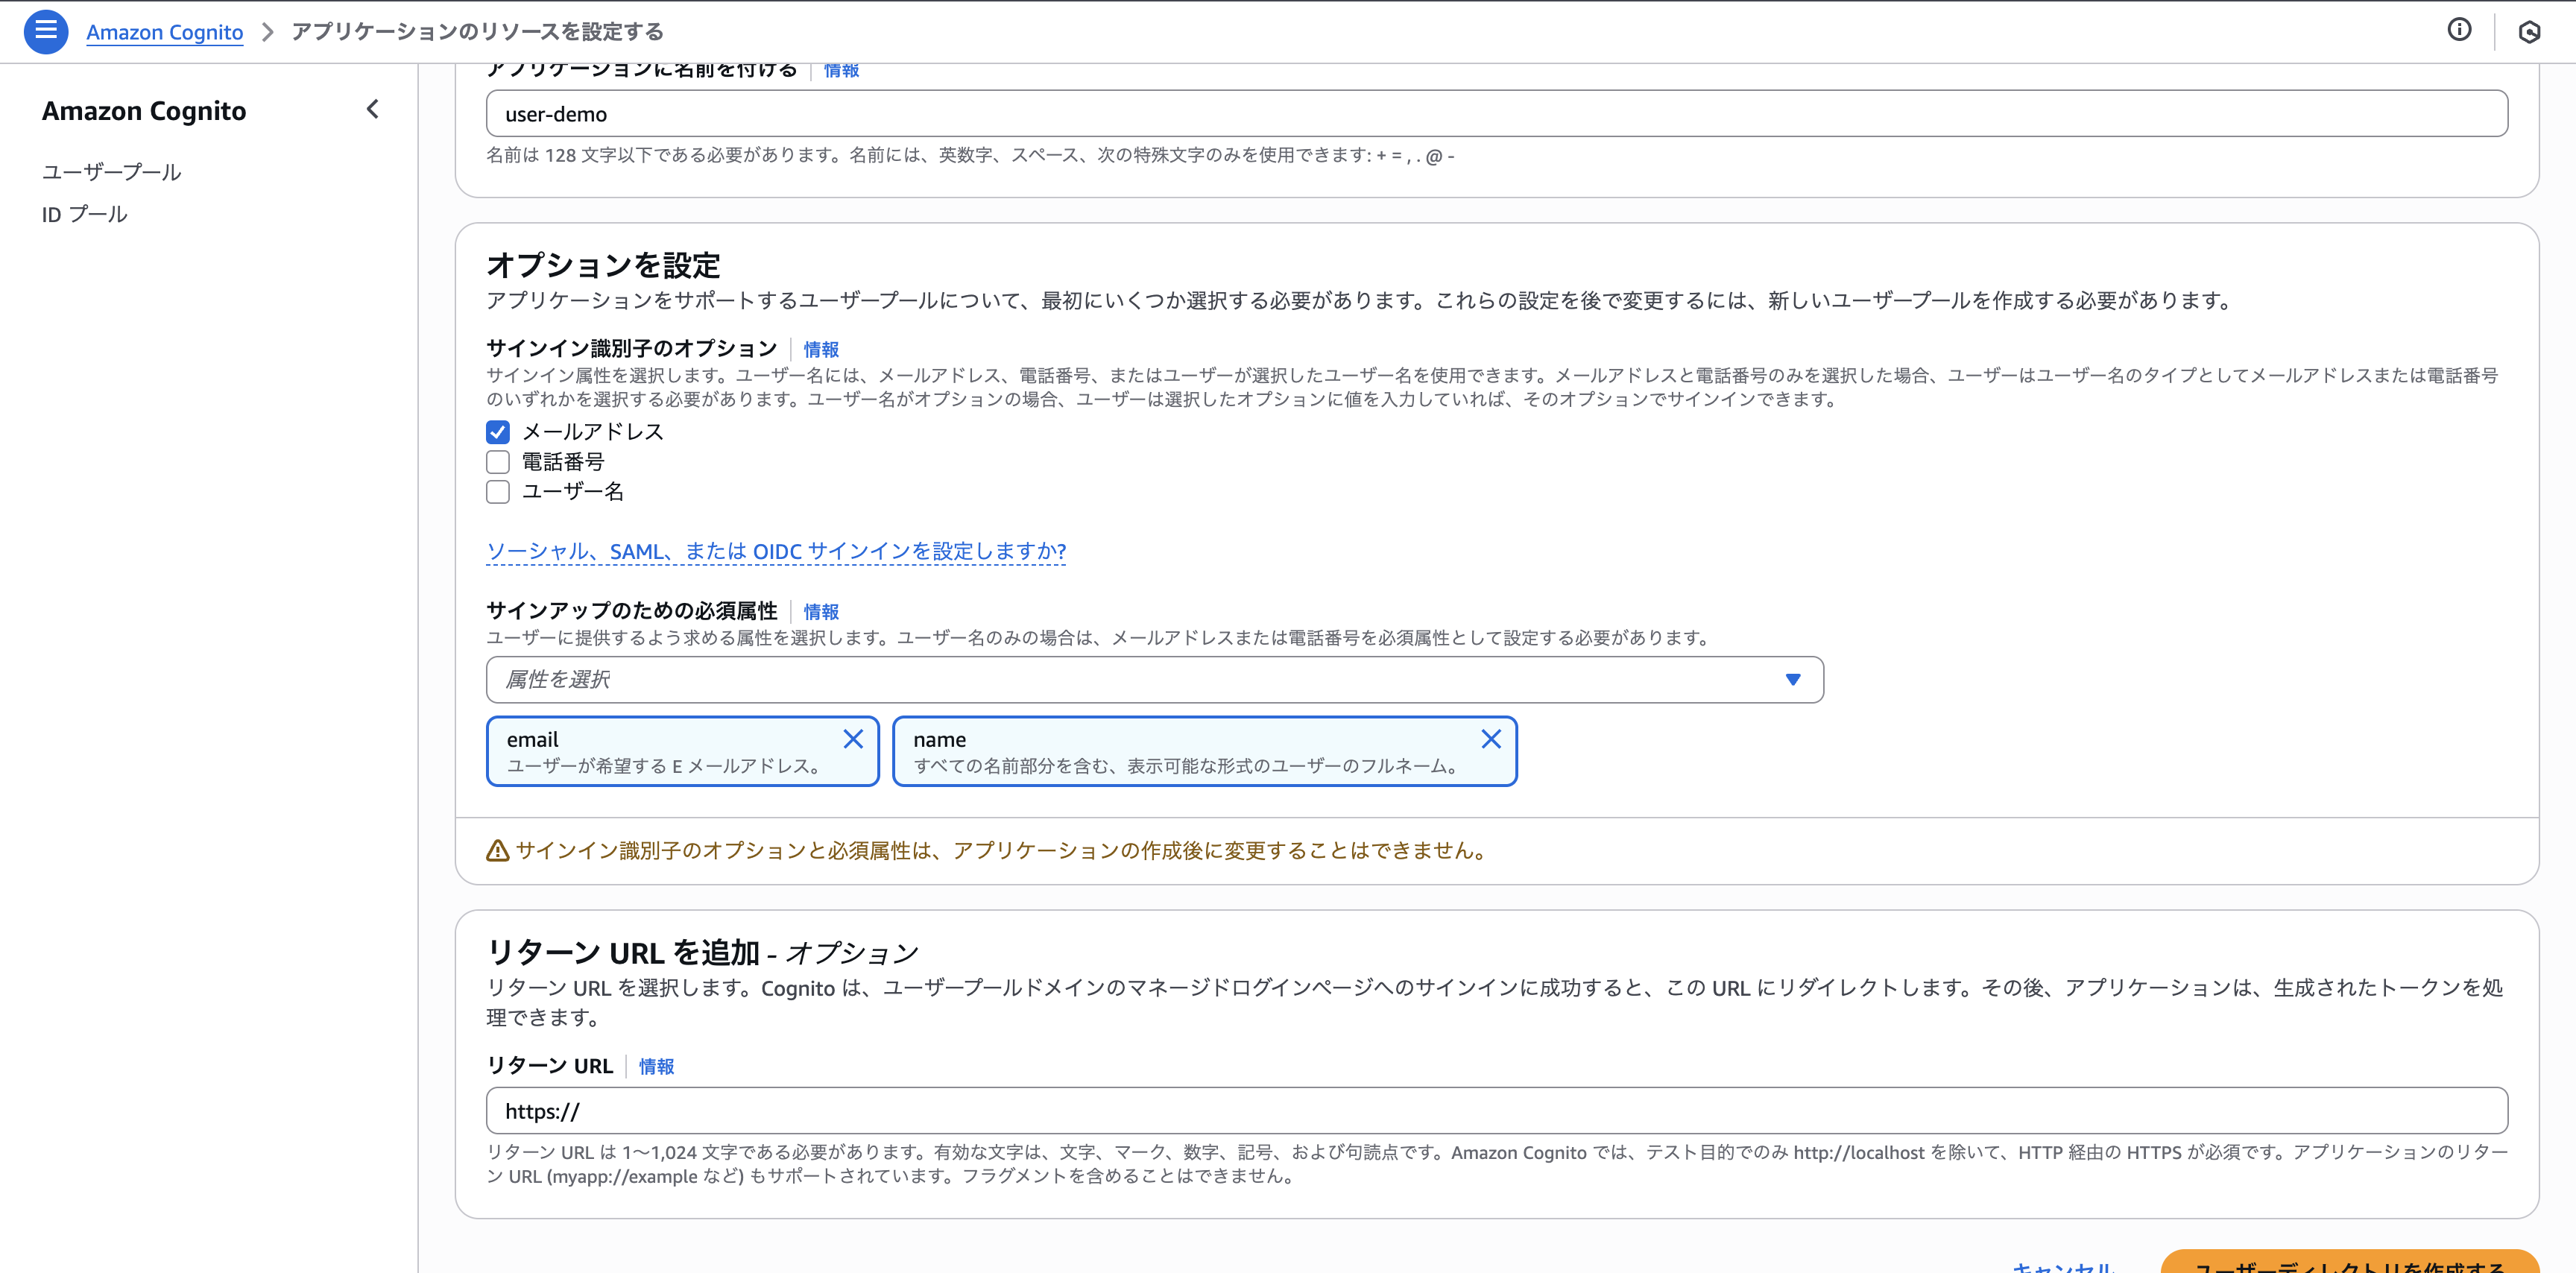 Amazon Cognito > アプリケーションのリソースを設定する
Amazon Cognito
ユーザープール
ID プール
アプリケーションに名前を付ける 情報
user-demo
名前は 128 文字以下である必要があります。名前には、英数字、スペース、次の特殊文字のみを使用できます: + = , . @ -
オプションを設定
アプリケーションをサポートするユーザープールについて、最初にいくつか選択する必要があります。これらの設定を後で変更するには、新しいユーザープールを作成する必要があります。
サインイン識別子のオプション 情報
サインイン属性を選択します。ユーザー名には、メールアドレス、電話番号、またはユーザーが選択したユーザー名を使用できます。メールアドレスと電話番号のみを選択した場合、ユーザーはユーザー名のタイプとしてメールアドレスまたは電話番号
のいずれかを選択する必要があります。ユーザー名がオプションの場合、ユーザーは選択したオプションに値を入力していれば、そのオプションでサインインできます。
メールアドレス
電話番号
ユーザー名
ソーシャル、SAML、または OIDC サインインを設定しますか?
サインアップのための必須属性 情報
ユーザーに提供するよう求める属性を選択します。ユーザー名のみの場合は、メールアドレスまたは電話番号を必須属性として設定する必要があります。
属性を選択
email
ユーザーが希望する E メールアドレス。
name
すべての名前部分を含む、表示可能な形式のユーザーのフルネーム。
サインイン識別子のオプションと必須属性は、アプリケーションの作成後に変更することはできません。
リターン URL を追加 - オプション
リターン URL を選択します。Cognito は、ユーザープールドメインのマネージドログインページへのサインインに成功すると、この URL にリダイレクトします。その後、アプリケーションは、生成されたトークンを処
理できます。
リターン URL 情報
https://
リターン URL は 1〜1,024 文字である必要があります。有効な文字は、文字、マーク、数字、記号、および句読点です。Amazon Cognito では、テスト目的でのみ http://localhost を除いて、HTTP 経由の HTTPS が必須です。アプリケーションのリター
ン URL (myapp://example など) もサポートされています。フラグメントを含めることはできません。
キャンセル
ユーザーディレクトリを作成する